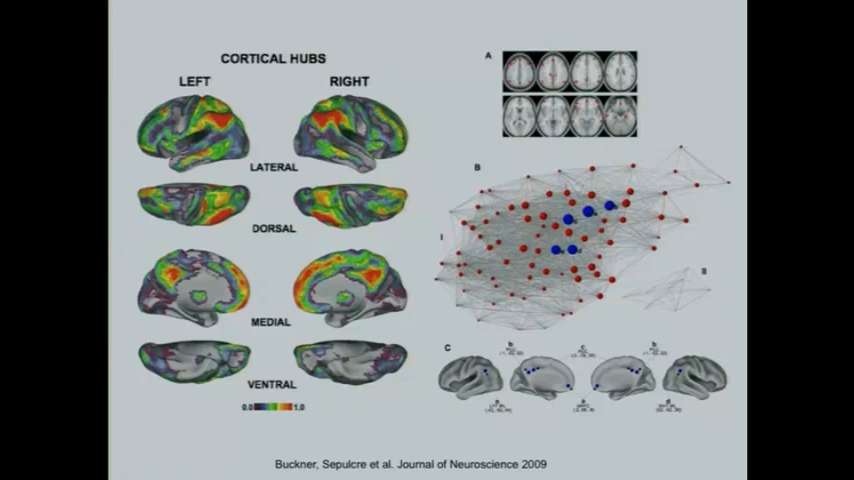 CORTICAL HUBS
LEFT
RIGHT
LATERAL
DORSAL
MEDIAL
VENTRAL
0.0
1.0
A
B
I
II
C
b
c
b
a
e
d
Buckner, Sepulcre et al. Journal of Neuroscience 2009